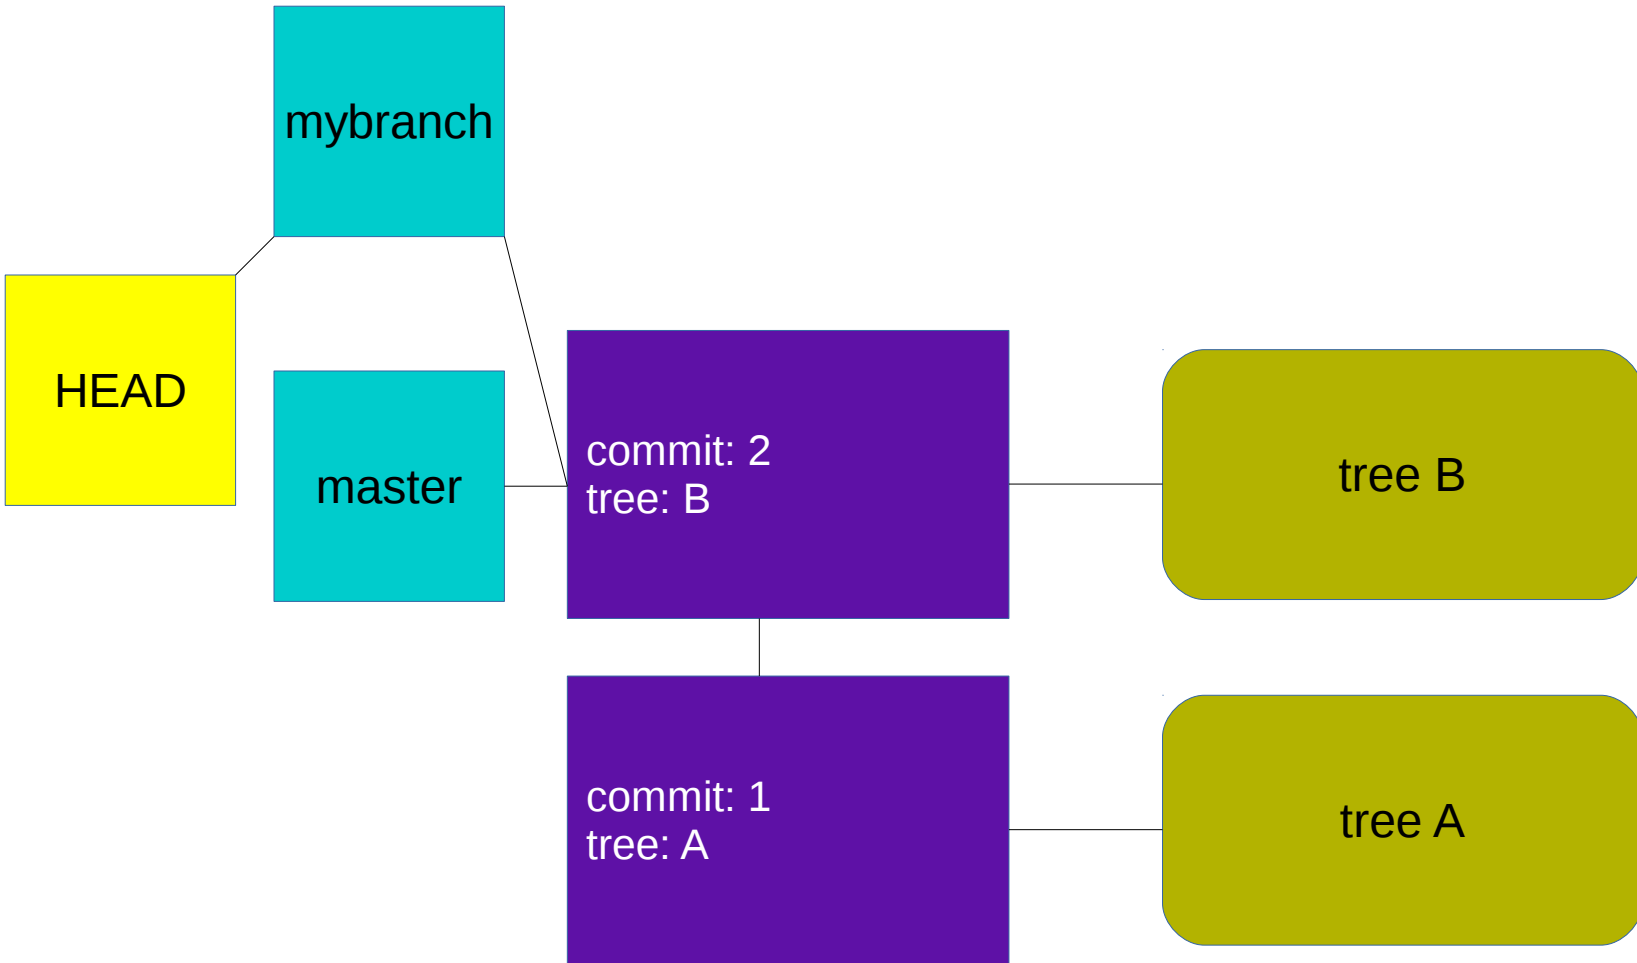 mybranch
HEAD
master
commit: 2
tree: B
tree B
commit: 1
tree: A
tree A